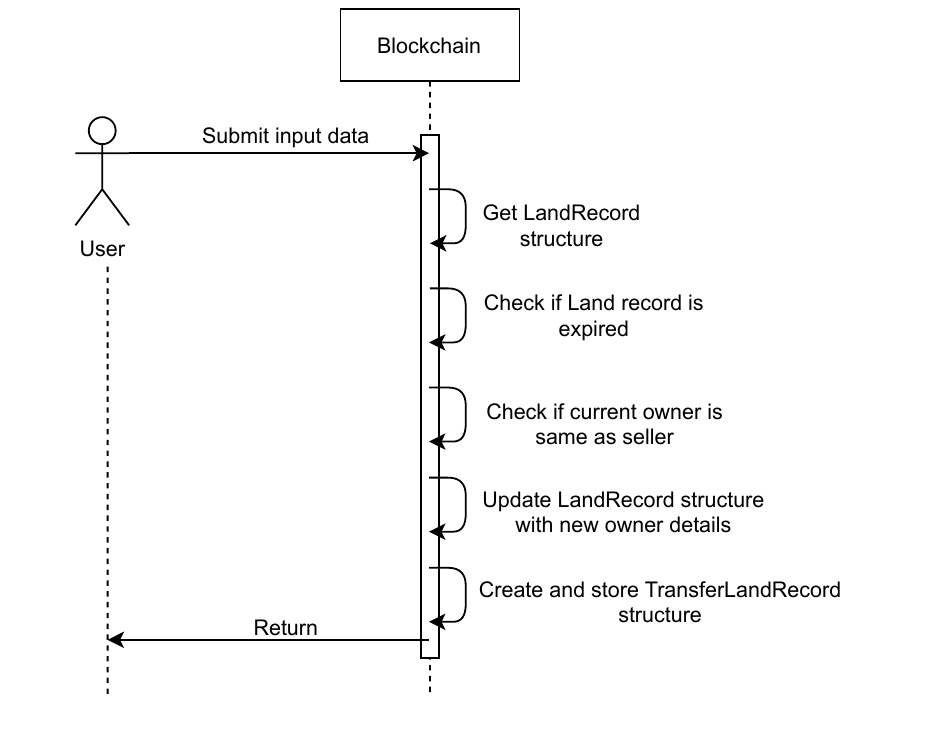 Blockchain
Submit input data
User
Get LandRecord
structure
Check if Land record is
expired
Check if current owner is
same as seller
Update LandRecord structure
with new owner details
Create and store TransferLandRecord
structure
Return